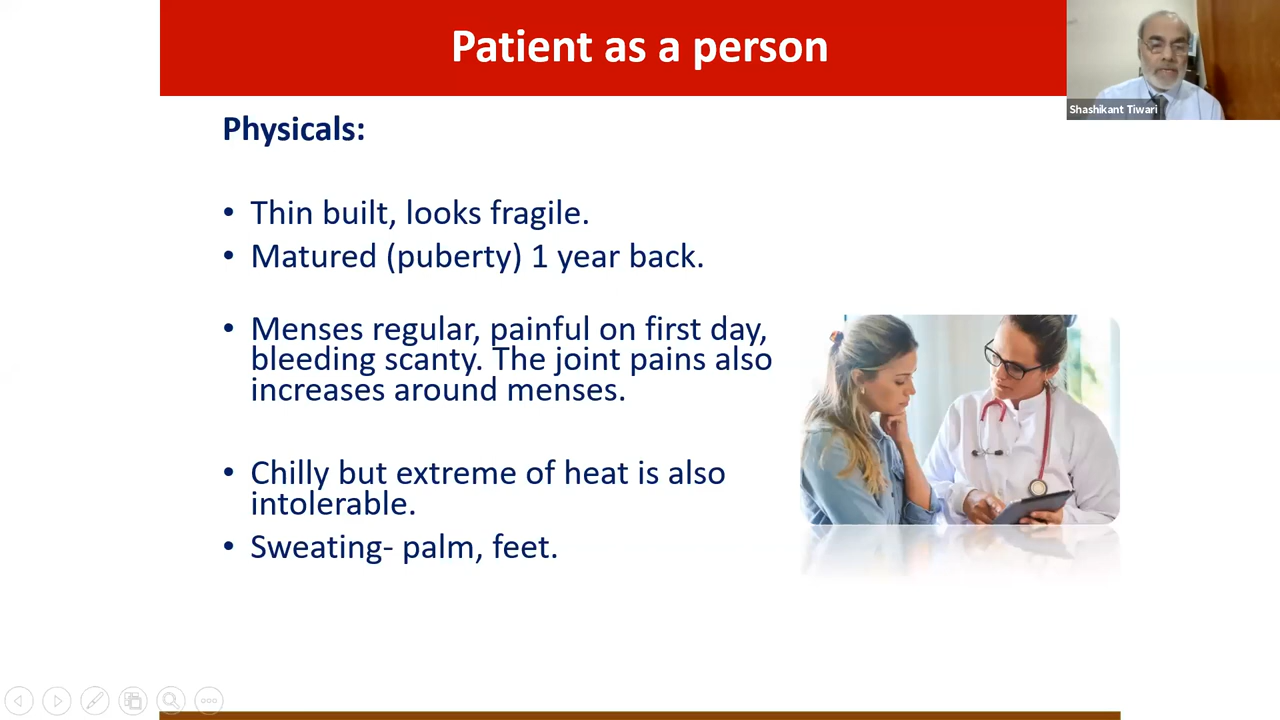 Patient as a person
Shashikant Tiwari
Physicals:
• Thin built, looks fragile.
• Matured (puberty) 1 year back.
• Menses regular, painful on first day,
bleeding scanty. The joint pains also
increases around menses.
• Chilly but extreme of heat is also
intolerable.
• Sweating- palm, feet.